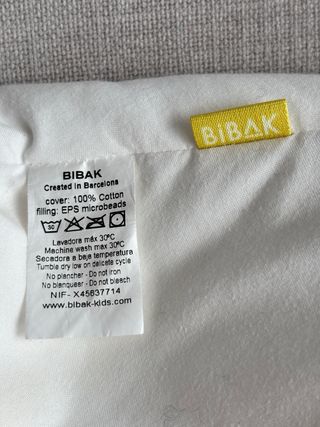 BiBAK
BIBAK
Created in Barcelona
cover: 100% Cotton
filling: EPS microbeads
30
Lavadora máx 30ºC
Machine wash max 30ºC
Secadora a baja temperatura
Tumble dry low on delicate cycle
No planchar - Do not iron
No blanquear - Do not bleach
NIF- X45837714
www.bibak-kids.com